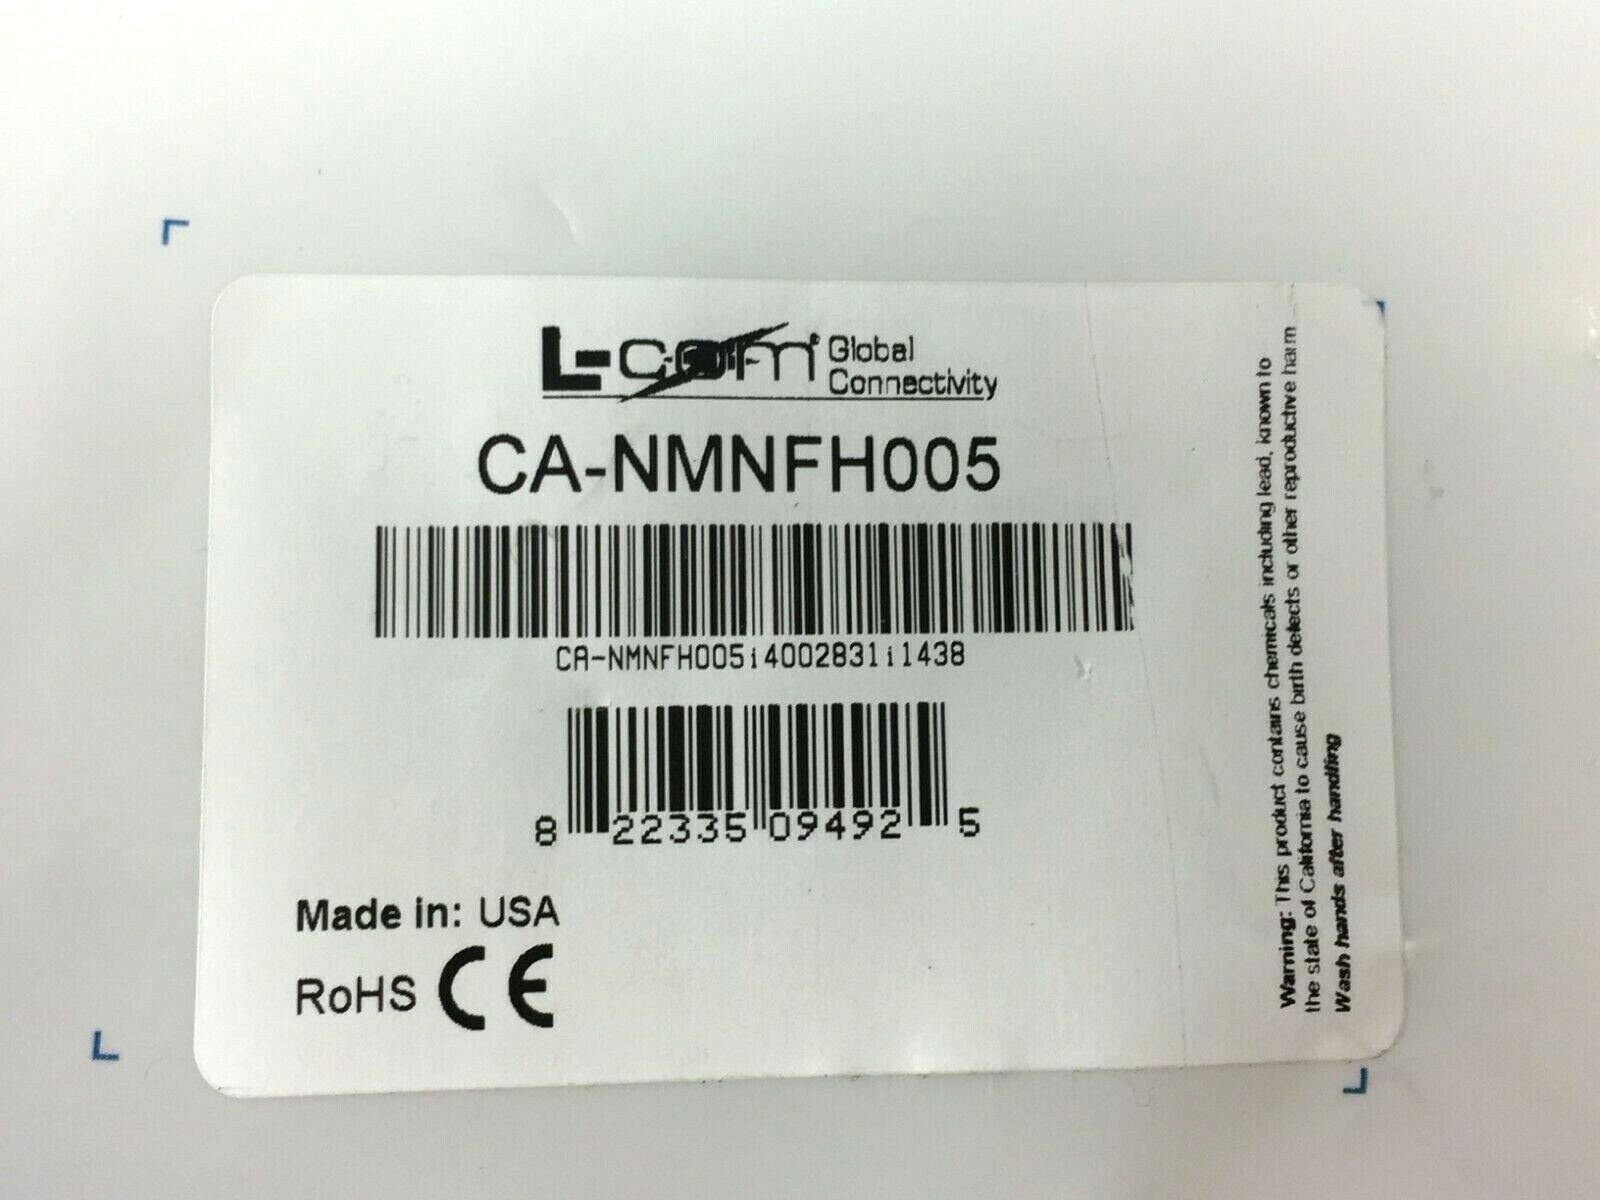 L-com® Global
Connectivity
CA-NMNFH005
CA-NMNFH005i4002831i1438
8 22335 09492 5
Made in: USA
RoHS CE
Warning: This product contains chemicals including lead, known to
the state of California to cause birth defects or other reproductive harm
Wash hands after handling